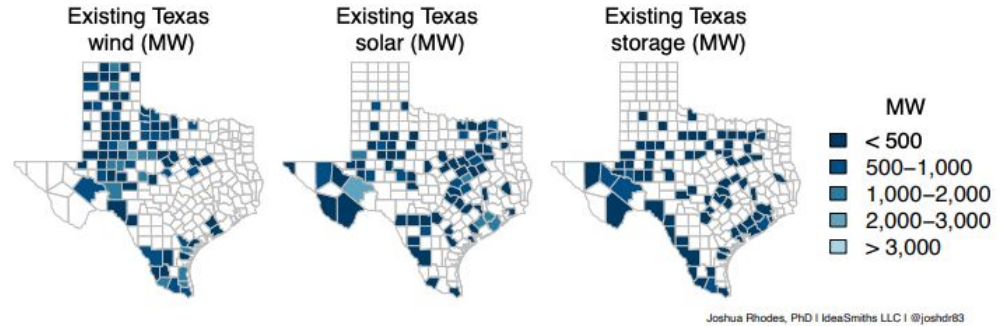 Existing Texas
wind (MW)
Existing Texas
solar (MW)
Existing Texas
storage (MW)
MW
< 500
500–1,000
1,000–2,000
2,000–3,000
> 3,000
Joshua Rhodes, PhD | IdeaSmiths LLC | @joshdr83